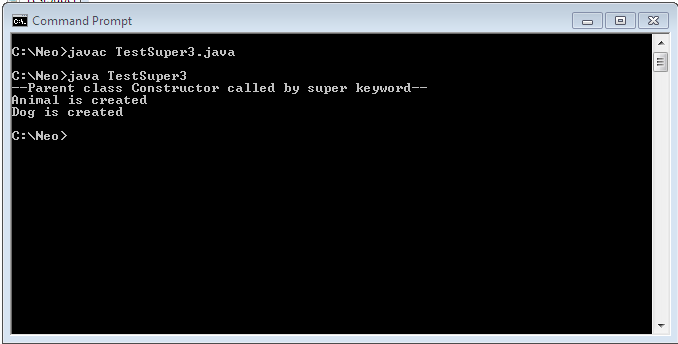 Command Prompt
C:\Neo>javac TestSuper3.java
C:\Neo>java TestSuper3
--Parent class Constructor called by super keyword--
Animal is created
Dog is created
C:\Neo>